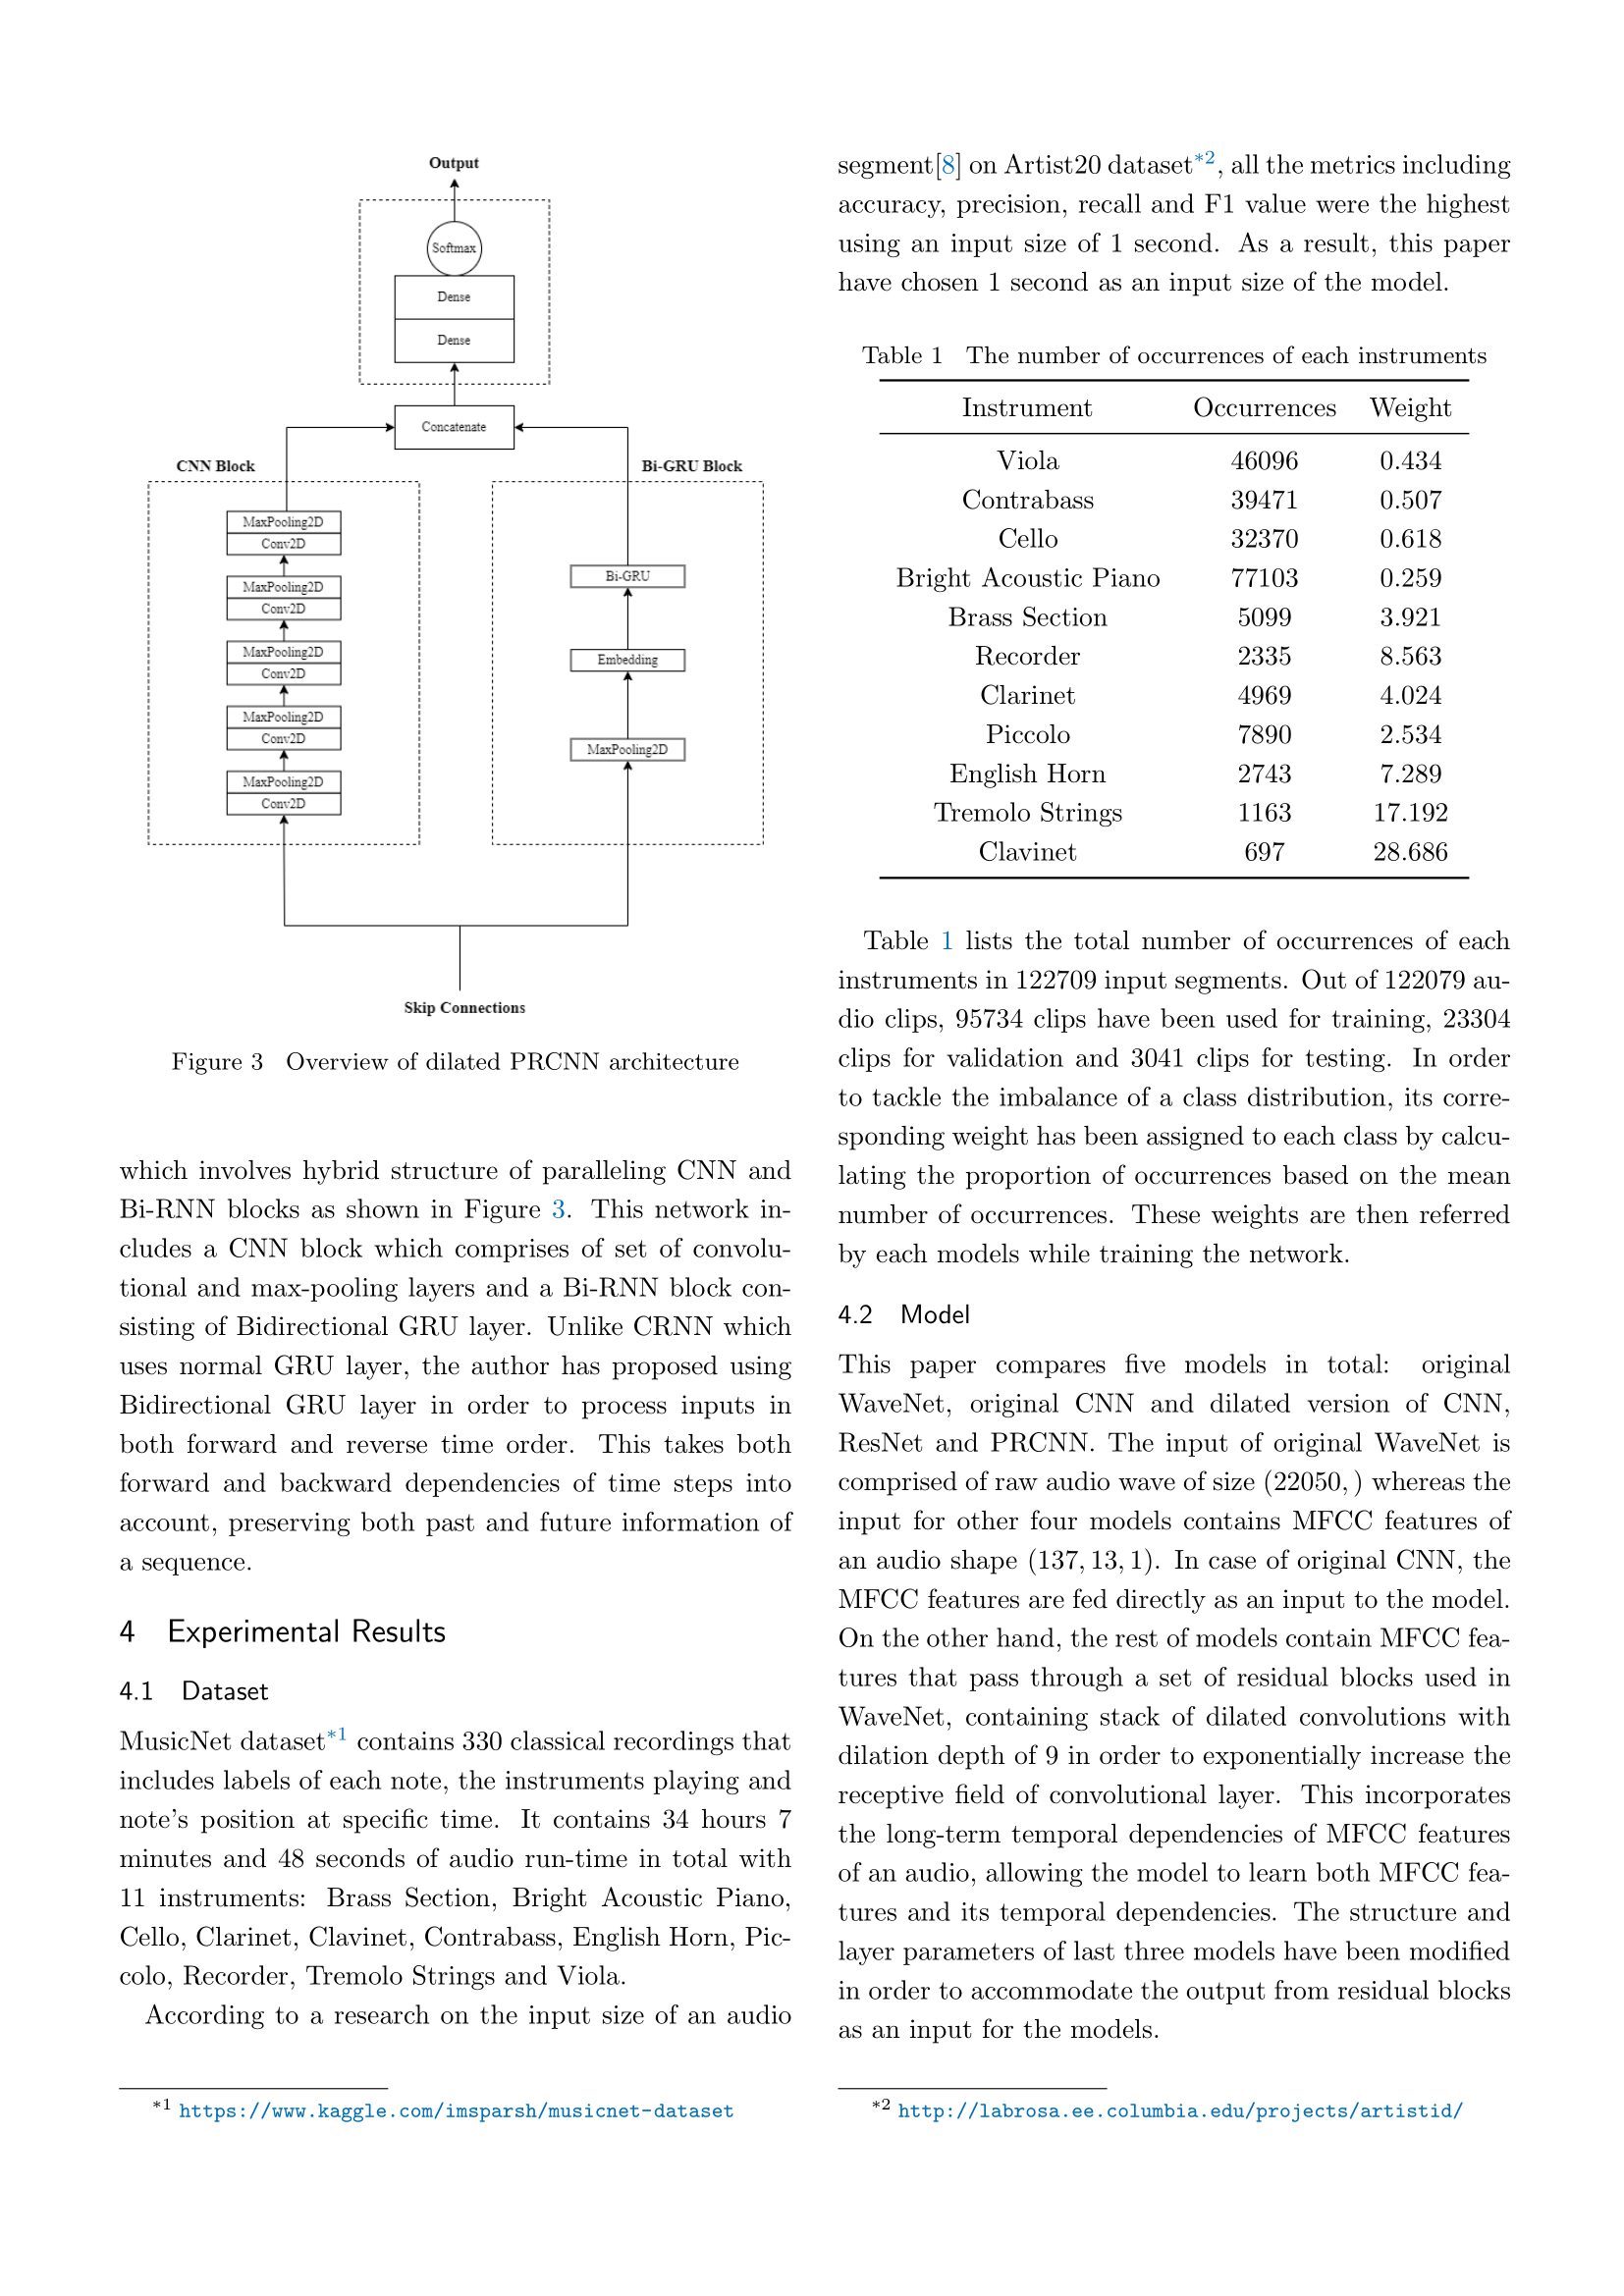 Output
Softmax
Dense
Dense
Concatenate
CNN Block
Bi-GRU Block
MaxPooling2D
Conv2D
MaxPooling2D
Conv2D
MaxPooling2D
Conv2D
MaxPooling2D
Conv2D
MaxPooling2D
Conv2D
Bi-GRU
Embedding
MaxPooling2D
Skip Connections
Figure 3 Overview of dilated PRCNN architecture
which involves hybrid structure of paralleling CNN and
Bi-RNN blocks as shown in Figure 3. This network in-
cludes a CNN block which comprises of set of convolu-
tional and max-pooling layers and a Bi-RNN block con-
sisting of Bidirectional GRU layer. Unlike CRNN which
uses normal GRU layer, the author has proposed using
Bidirectional GRU layer in order to process inputs in
both forward and reverse time order. This takes both
forward and backward dependencies of time steps into
account, preserving both past and future information of
a sequence.
4 Experimental Results
4.1 Dataset
MusicNet dataset*1 contains 330 classical recordings that
includes labels of each note, the instruments playing and
note's position at specific time. It contains 34 hours 7
minutes and 48 seconds of audio run-time in total with
11 instruments: Brass Section, Bright Acoustic Piano,
Cello, Clarinet, Clavinet, Contrabass, English Horn, Pic-
colo, Recorder, Tremolo Strings and Viola.
According to a research on the input size of an audio
*1 https://www.kaggle.com/imsparsh/musicnet-dataset
segment[8] on Artist20 dataset*2, all the metrics including
accuracy, precision, recall and F1 value were the highest
using an input size of 1 second. As a result, this paper
have chosen 1 second as an input size of the model.
Table 1 The number of occurrences of each instruments
Instrument Occurrences Weight
Viola 46096 0.434
Contrabass 39471 0.507
Cello 32370 0.618
Bright Acoustic Piano 77103 0.259
Brass Section 5099 3.921
Recorder 2335 8.563
Clarinet 4969 4.024
Piccolo 7890 2.534
English Horn 2743 7.289
Tremolo Strings 1163 17.192
Clavinet 697 28.686
Table 1 lists the total number of occurrences of each
instruments in 122709 input segments. Out of 122079 au-
dio clips, 95734 clips have been used for training, 23304
clips for validation and 3041 clips for testing. In order
to tackle the imbalance of a class distribution, its corre-
sponding weight has been assigned to each class by calcu-
lating the proportion of occurrences based on the mean
number of occurrences. These weights are then referred
by each models while training the network.
4.2 Model
This paper compares five models in total: original
WaveNet, original CNN and dilated version of CNN,
ResNet and PRCNN. The input of original WaveNet is
comprised of raw audio wave of size (22050, ) whereas the
input for other four models contains MFCC features of
an audio shape (137, 13, 1). In case of original CNN, the
MFCC features are fed directly as an input to the model.
On the other hand, the rest of models contain MFCC fea-
tures that pass through a set of residual blocks used in
WaveNet, containing stack of dilated convolutions with
dilation depth of 9 in order to exponentially increase the
receptive field of convolutional layer. This incorporates
the long-term temporal dependencies of MFCC features
of an audio, allowing the model to learn both MFCC fea-
tures and its temporal dependencies. The structure and
layer parameters of last three models have been modified
in order to accommodate the output from residual blocks
as an input for the models.
*2 http://labrosa.ee.columbia.edu/projects/artistid/